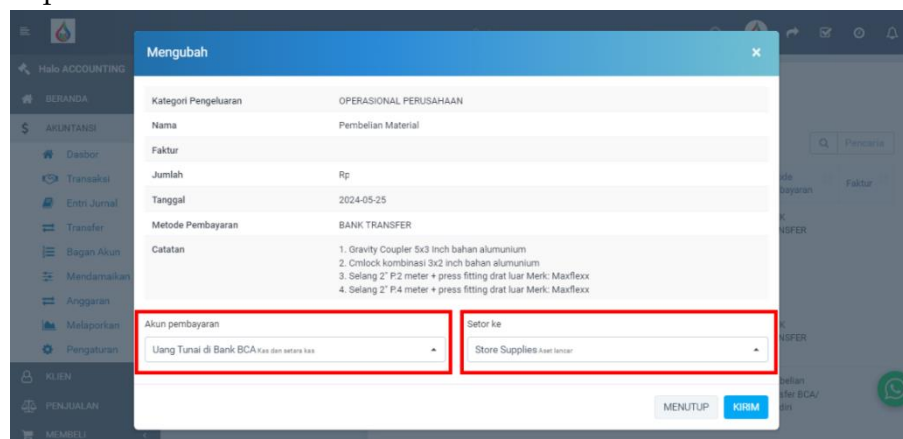 Mengubah
×
Halo ACCOUNTING
BERANDA
AKUNTANSI
Dasbor
Transaksi
Entri Jurnal
Transfer
Bagan Akun
Mendamaikan
Anggaran
Melaporkan
Pengaturan
KLIEN
PENJUALAN
MEMBELI
Kategori Pengeluaran OPERASIONAL PERUSAHAAN
Nama Pembelian Material
Faktur
Jumlah Rp
Tanggal 2024-05-25
Metode Pembayaran BANK TRANSFER
Catatan 1. Gravity Coupler 5x3 Inch bahan alumunium
2. Cmlock kombinasi 3x2 inch bahan alumunium
3. Selang 2" P.2 meter + press fitting drat luar Merk: Maxflexx
4. Selang 2" P.4 meter + press fitting drat luar Merk: Maxflexx
Akun pembayaran
Uang Tunai di Bank BCA Kas dan setara kas
Setor ke
Store Supplies Aset lancar
MENUTUP KIRIM
Pencaria
Faktur